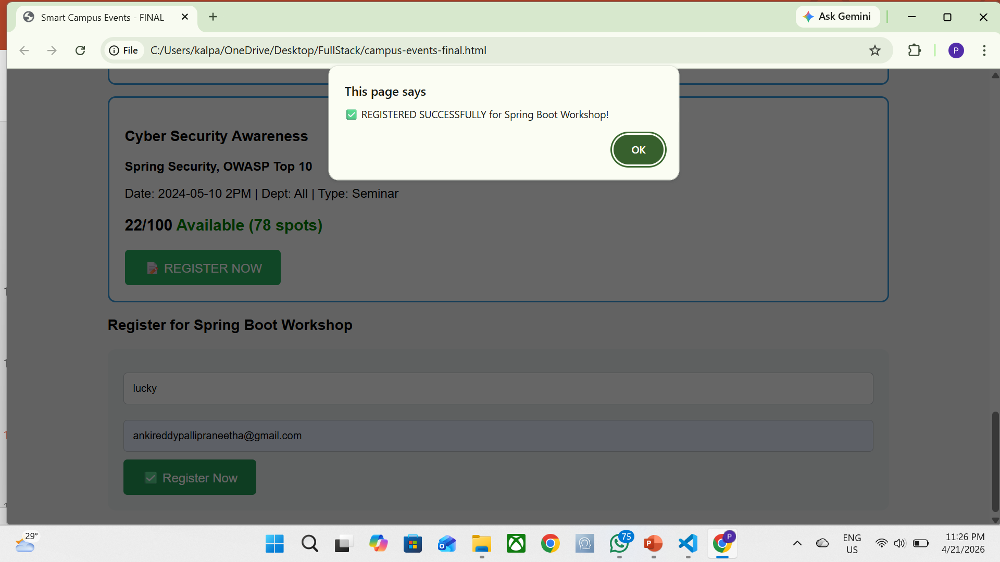 Smart Campus Events - FINAL
Ask Gemini
File
C:/Users/kalpa/OneDrive/Desktop/FullStack/campus-events-final.html
P
This page says
✅ REGISTERED SUCCESSFULLY for Spring Boot Workshop!
OK
Cyber Security Awareness
Spring Security, OWASP Top 10
Date: 2024-05-10 2PM | Dept: All | Type: Seminar
22/100 Available (78 spots)
📝 REGISTER NOW
Register for Spring Boot Workshop
lucky
ankireddypallipraneetha@gmail.com
✅ Register Now
29°
75
P
ENG
US
11:26 PM
4/21/2026